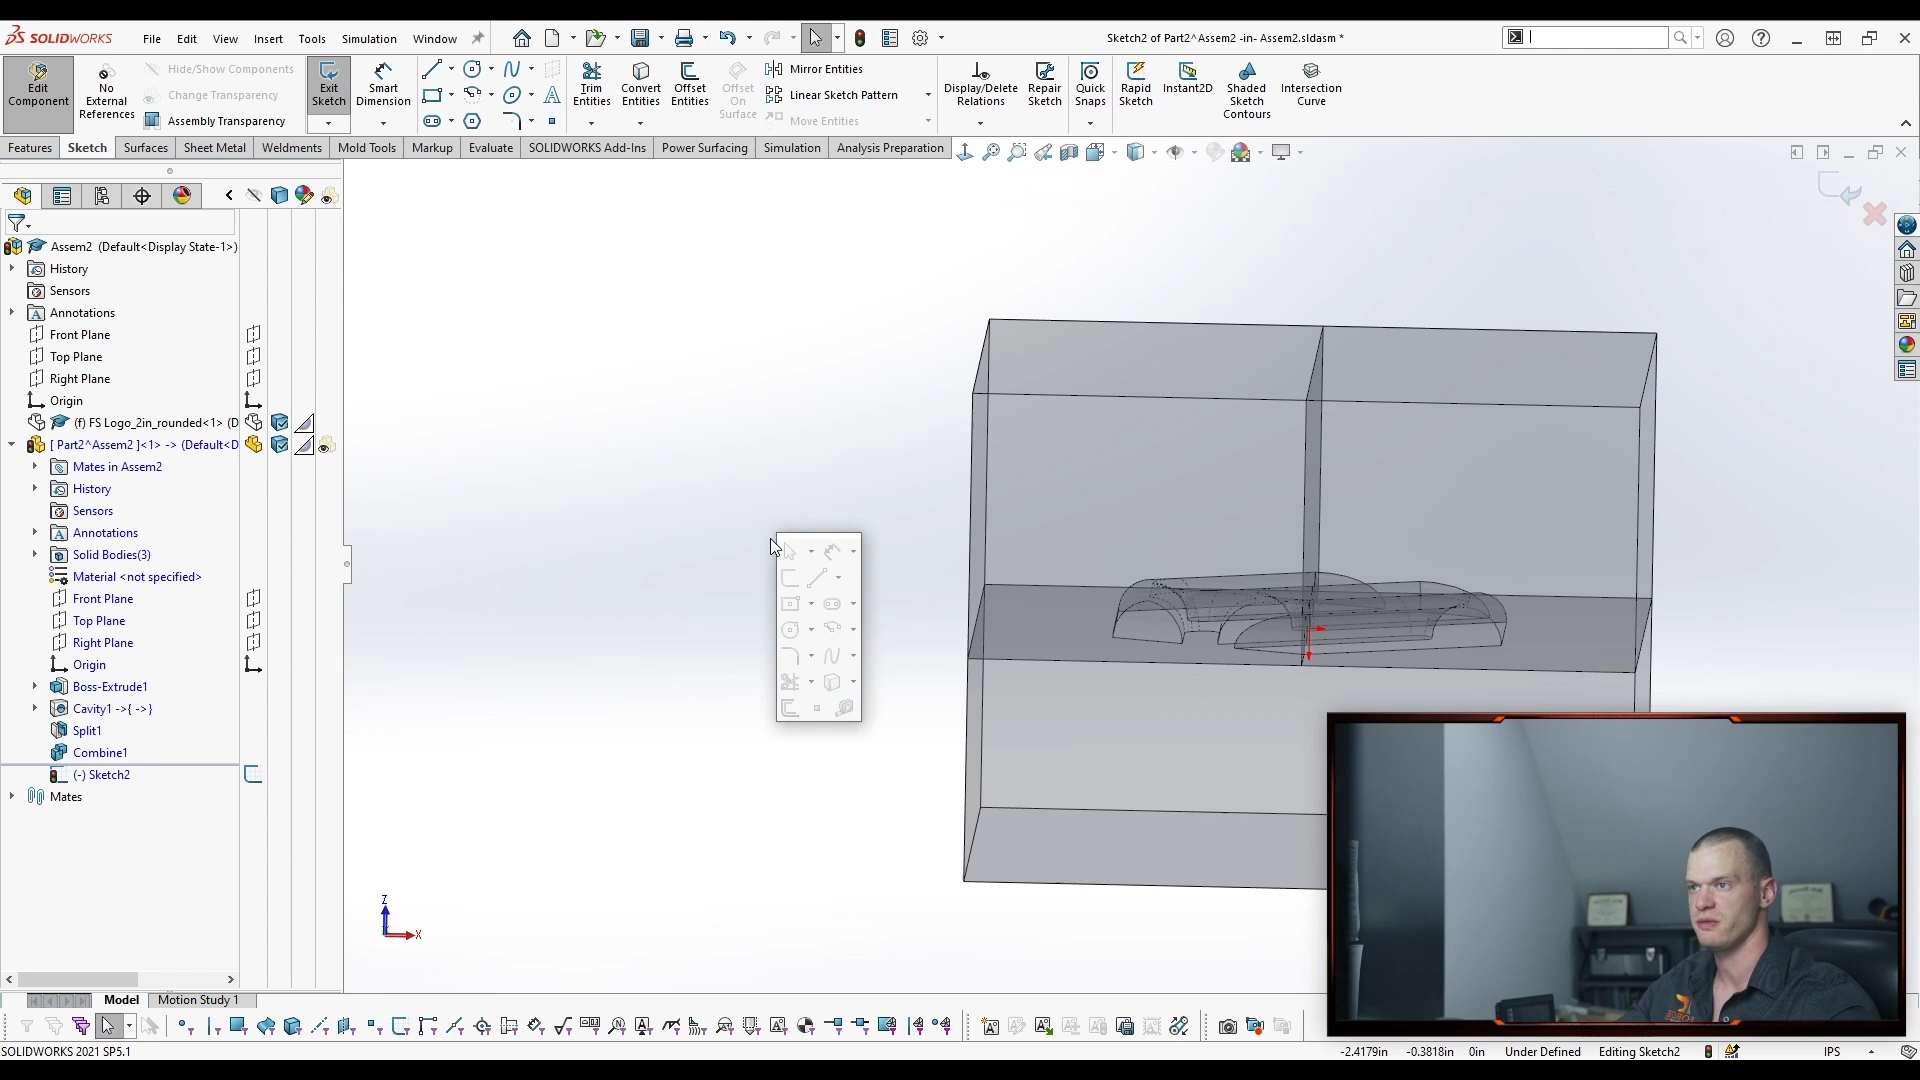 SOLIDWORKS
File Edit View Insert Tools Simulation Window
Sketch2 of Part2^Assem2 -in- Assem2.sldasm *
Edit Component
No External References
Hide/Show Components
Change Transparency
Assembly Transparency
Exit Sketch
Smart Dimension
Trim Entities
Convert Entities
Offset Entities
Offset On Surface
Mirror Entities
Linear Sketch Pattern
Move Entities
Display/Delete Relations
Repair Sketch
Quick Snaps
Rapid Sketch
Instant2D
Shaded Sketch Contours
Intersection Curve
Features Sketch Surfaces Sheet Metal Weldments Mold Tools Markup Evaluate SOLIDWORKS Add-Ins Power Surfacing Simulation Analysis Preparation
Assem2 (Default<Display State-1>)
History
Sensors
Annotations
Front Plane
Top Plane
Right Plane
Origin
(f) FS Logo_2in_rounded<1> (D
[ Part2^Assem2 ]<1> -> (Default<D
Mates in Assem2
History
Sensors
Annotations
Solid Bodies(3)
Material <not specified>
Front Plane
Top Plane
Right Plane
Origin
Boss-Extrude1
Cavity1 ->{ ->}
Split1
Combine1
(-) Sketch2
Mates
Z
X
Model Motion Study 1
SOLIDWORKS 2021 SP5.1
-2.4179in -0.3818in 0in Under Defined Editing Sketch2 IPS